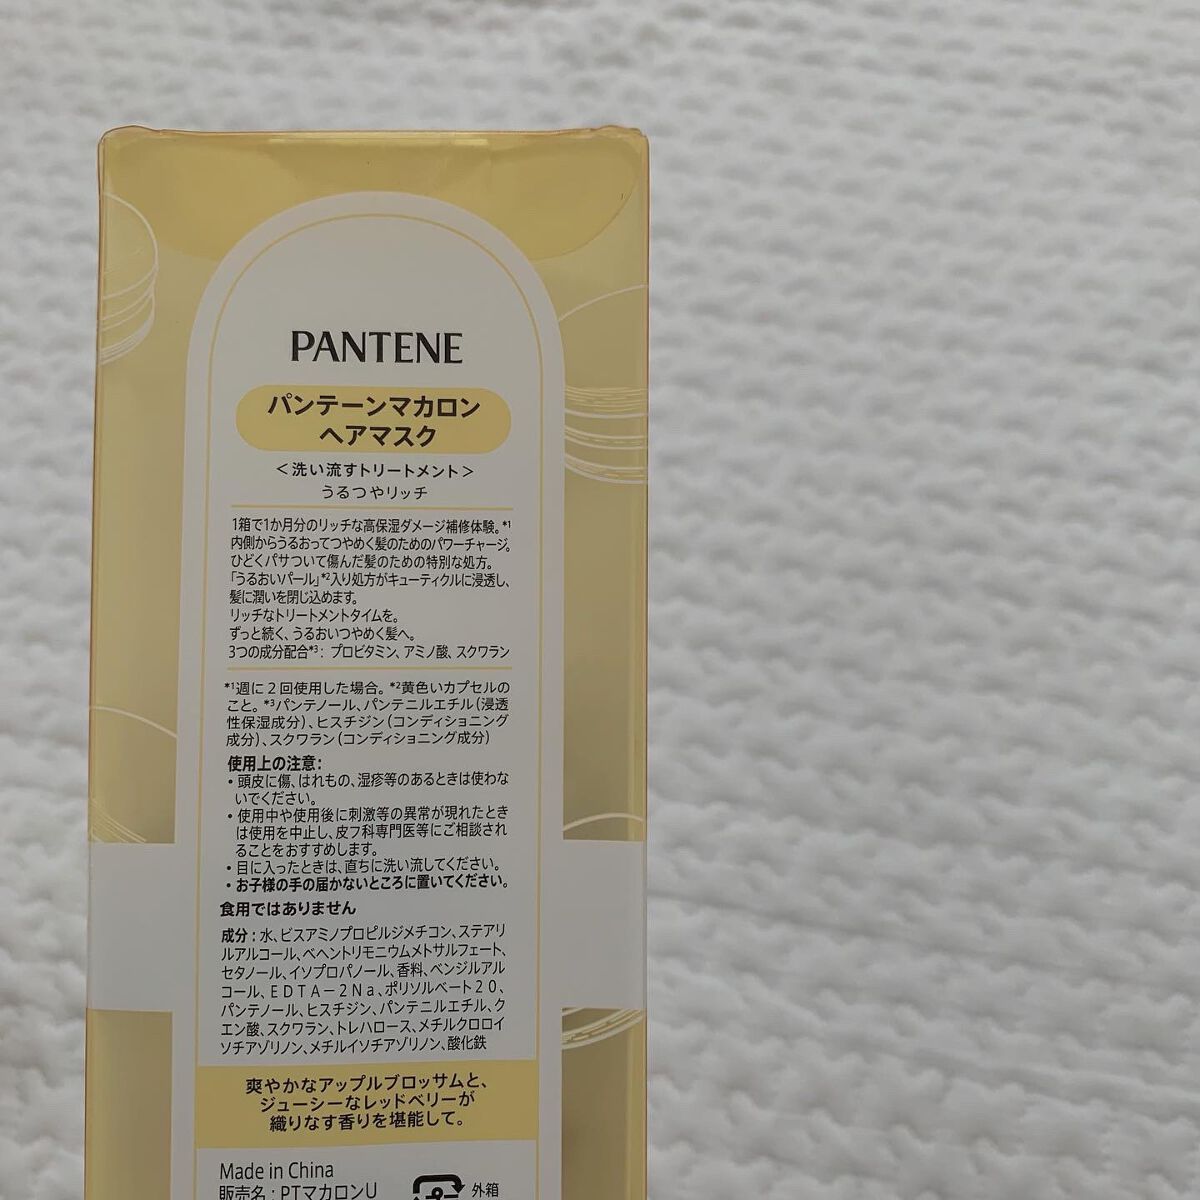 PANTENE
パンテーンマカロン
ヘアマスク
＜洗い流すトリートメント＞
うるつやリッチ
1箱で1か月分のリッチな高保湿ダメージ補修体験。*1
内側からうるおってつやめく髪のためのパワーチャージ。
ひどくパサついて傷んだ髪のための特別な処方。
「うるおいパール」*2入り処方がキューティクルに浸透し、
髪に潤いを閉じ込めます。
リッチなトリートメントタイムを。
ずっと続く、うるおいつやめく髪へ。
3つの成分配合*3：プロビタミン、アミノ酸、スクワラン
*1週に2回使用した場合。*2黄色いカプセルの
こと。*3パンテノール、パンテニルエチル（浸透
性保湿成分）、ヒスチジン（コンディショニング
成分）、スクワラン（コンディショニング成分）
使用上の注意：
・頭皮に傷、はれもの、湿疹等のあるときは使わな
いでください。
・使用中や使用後に刺激等の異常が現れたとき
は使用を中止し、皮フ科専門医等にご相談され
ることをおすすめします。
・目に入ったときは、直ちに洗い流してください。
・お子様の手の届かないところに置いてください。
食用ではありません
成分：水、ビスアミノプロピルジメチコン、ステアリ
ルアルコール、ベヘントリモニウムメトサルフェート、
セタノール、イソプロパノール、香料、ベンジルアル
コール、EDTA－2Na、ポリソルベート20、
パンテノール、ヒスチジン、パンテニルエチル、ク
エン酸、スクワラン、トレハロース、メチルクロロイ
ソチアゾリノン、メチルイソチアゾリノン、酸化鉄
爽やかなアップルブロッサムと、
ジューシーなレッドベリーが
織りなす香りを堪能して。
Made in China
販売名：PTマカロンU
外箱